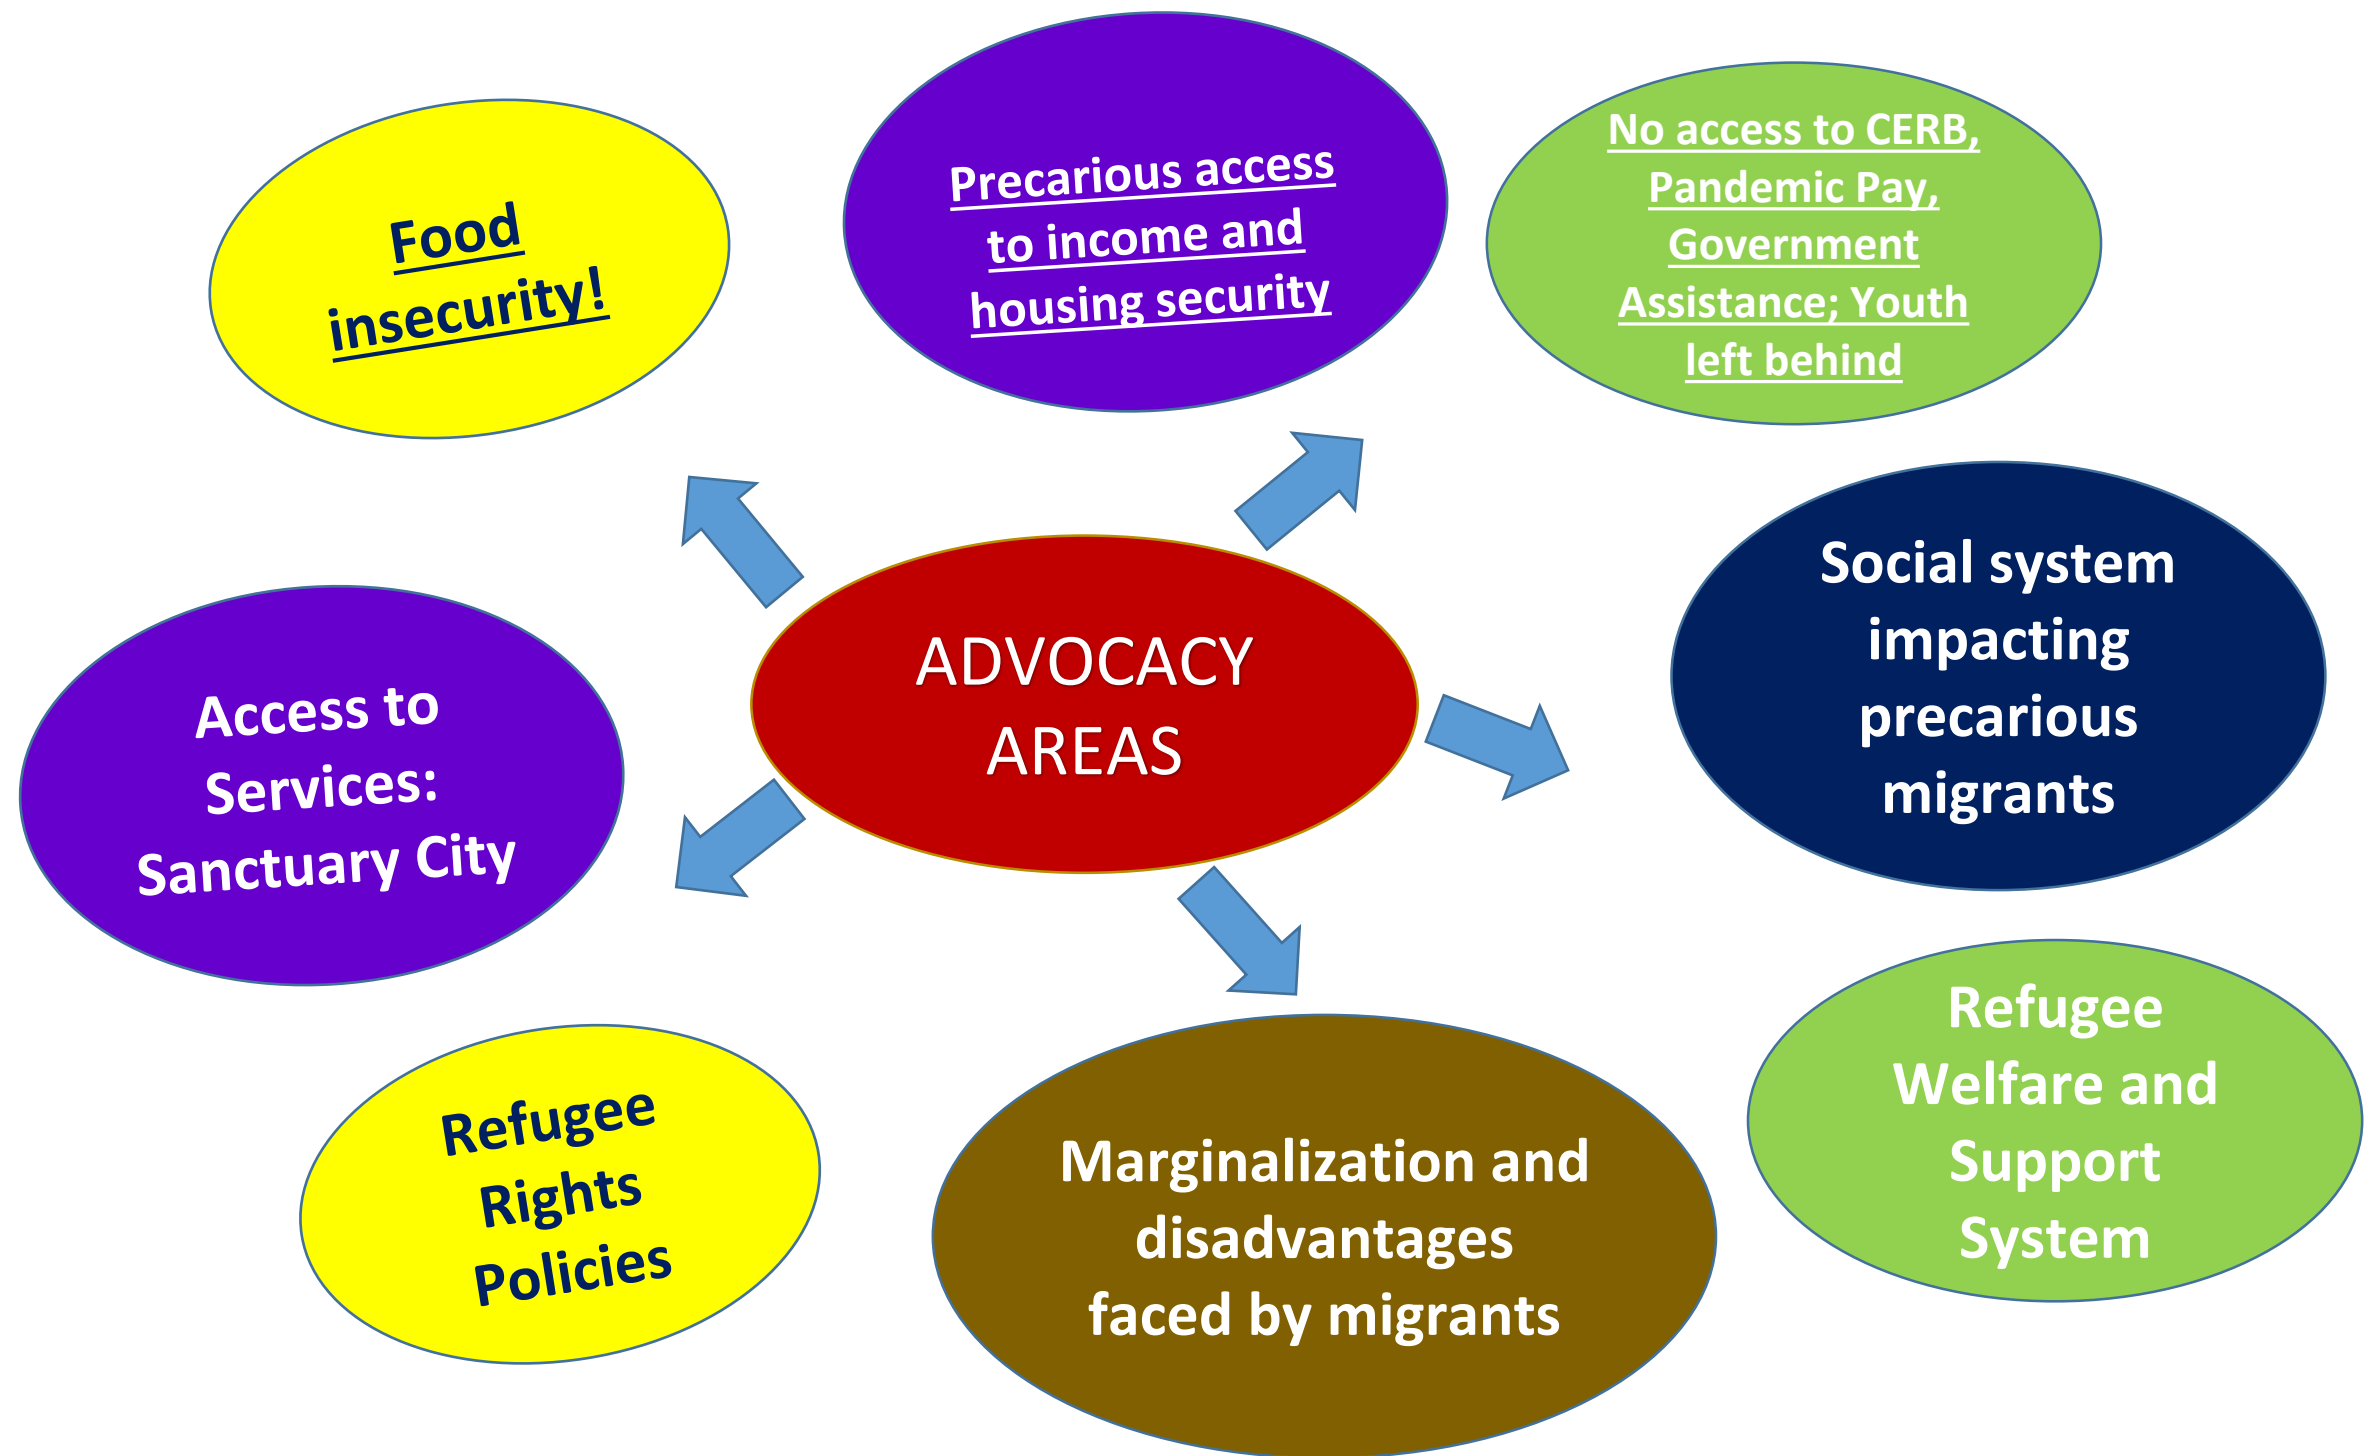 Food
insecurity!
Precarious access
to income and
housing security
No access to CERB,
Pandemic Pay,
Government
Assistance; Youth
left behind
ADVOCACY
AREAS
Social system
impacting
precarious
migrants
Access to
Services:
Sanctuary City
Refugee
Rights
Policies
Marginalization and
disadvantages
faced by migrants
Refugee
Welfare and
Support
System